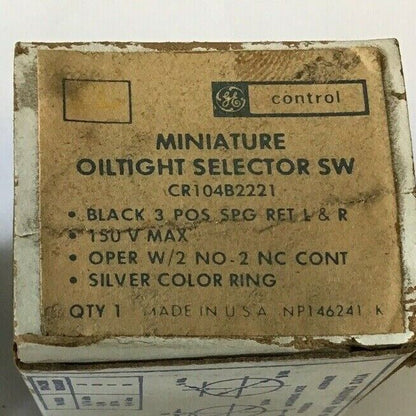 GE control
MINIATURE
OILTIGHT SELECTOR SW
CR104B2221
• BLACK 3 POS SPG RET L & R
• 150 V MAX
• OPER W/2 NO-2 NC CONT
• SILVER COLOR RING
QTY 1 MADE IN U.S.A. NP146241 K